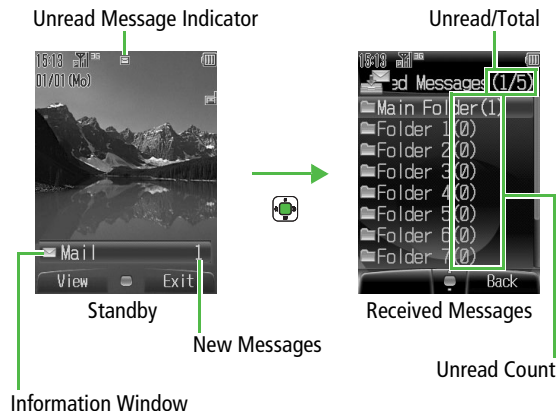 Unread Message Indicator
Unread/Total
15:13
01/01(Mo)
Mail 1
View Exit
Standby
New Messages
Information Window
15:13
ed Messages(1/5)
Main Folder(1)
Folder 1(0)
Folder 2(0)
Folder 3(0)
Folder 4(0)
Folder 5(0)
Folder 6(0)
Folder 7(0)
Back
Received Messages
Unread Count